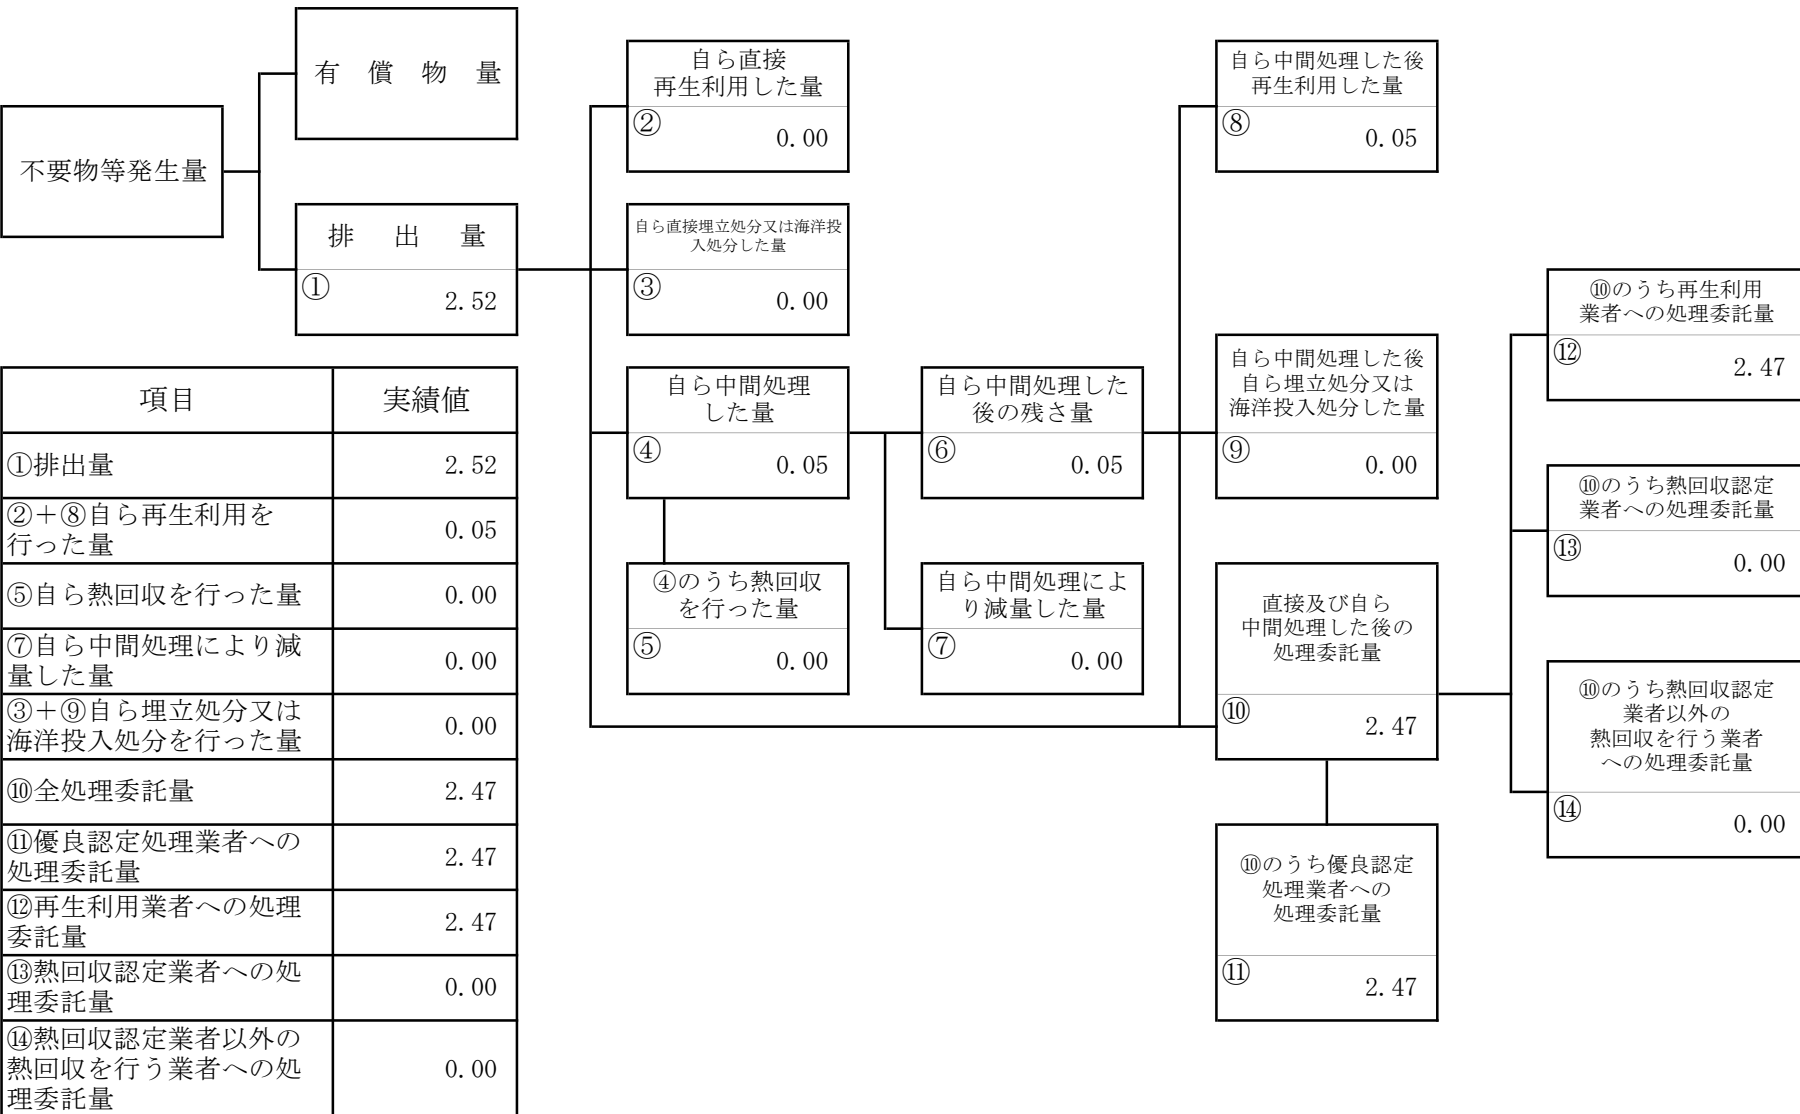 不要物等発生量
有 償 物 量
排 出 量
①
2.52
自ら直接
再生利用した量
②
0.00
自ら直接埋立処分又は海洋投
入処分した量
③
0.00
自ら中間処理
した量
④
0.05
④のうち熱回収
を行った量
⑤
0.00
自ら中間処理した
後の残さ量
⑥
0.05
自ら中間処理によ
り減量した量
⑦
0.00
自ら中間処理した後
再生利用した量
⑧
0.05
自ら中間処理した後
自ら埋立処分又は
海洋投入処分した量
⑨
0.00
直接及び自ら
中間処理した後の
処理委託量
⑩
2.47
⑩のうち優良認定
処理業者への
処理委託量
⑪
2.47
⑩のうち再生利用
業者への処理委託量
⑫
2.47
⑩のうち熱回収認定
業者への処理委託量
⑬
0.00
⑩のうち熱回収認定
業者以外の
熱回収を行う業者
への処理委託量
⑭
0.00
項目 実績値
①排出量 2.52
②＋⑧自ら再生利用を
行った量 0.05
⑤自ら熱回収を行った量 0.00
⑦自ら中間処理により減
量した量 0.00
③＋⑨自ら埋立処分又は
海洋投入処分を行った量 0.00
⑩全処理委託量 2.47
⑪優良認定処理業者への
処理委託量 2.47
⑫再生利用業者への処理
委託量 2.47
⑬熱回収認定業者への処
理委託量 0.00
⑭熱回収認定業者以外の
熱回収を行う業者への処 0.00
理委託量